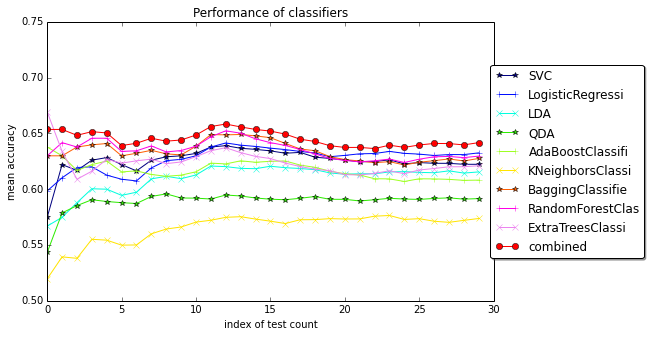 Performance of classifiers
0.75
0.70
0.65
0.60
0.55
0.50
mean accuracy
0 5 10 15 20 25 30
index of test count
SVC
LogisticRegressi
LDA
QDA
AdaBoostClassifi
KNeighborsClassi
BaggingClassifie
RandomForestClas
ExtraTreesClassi
combined